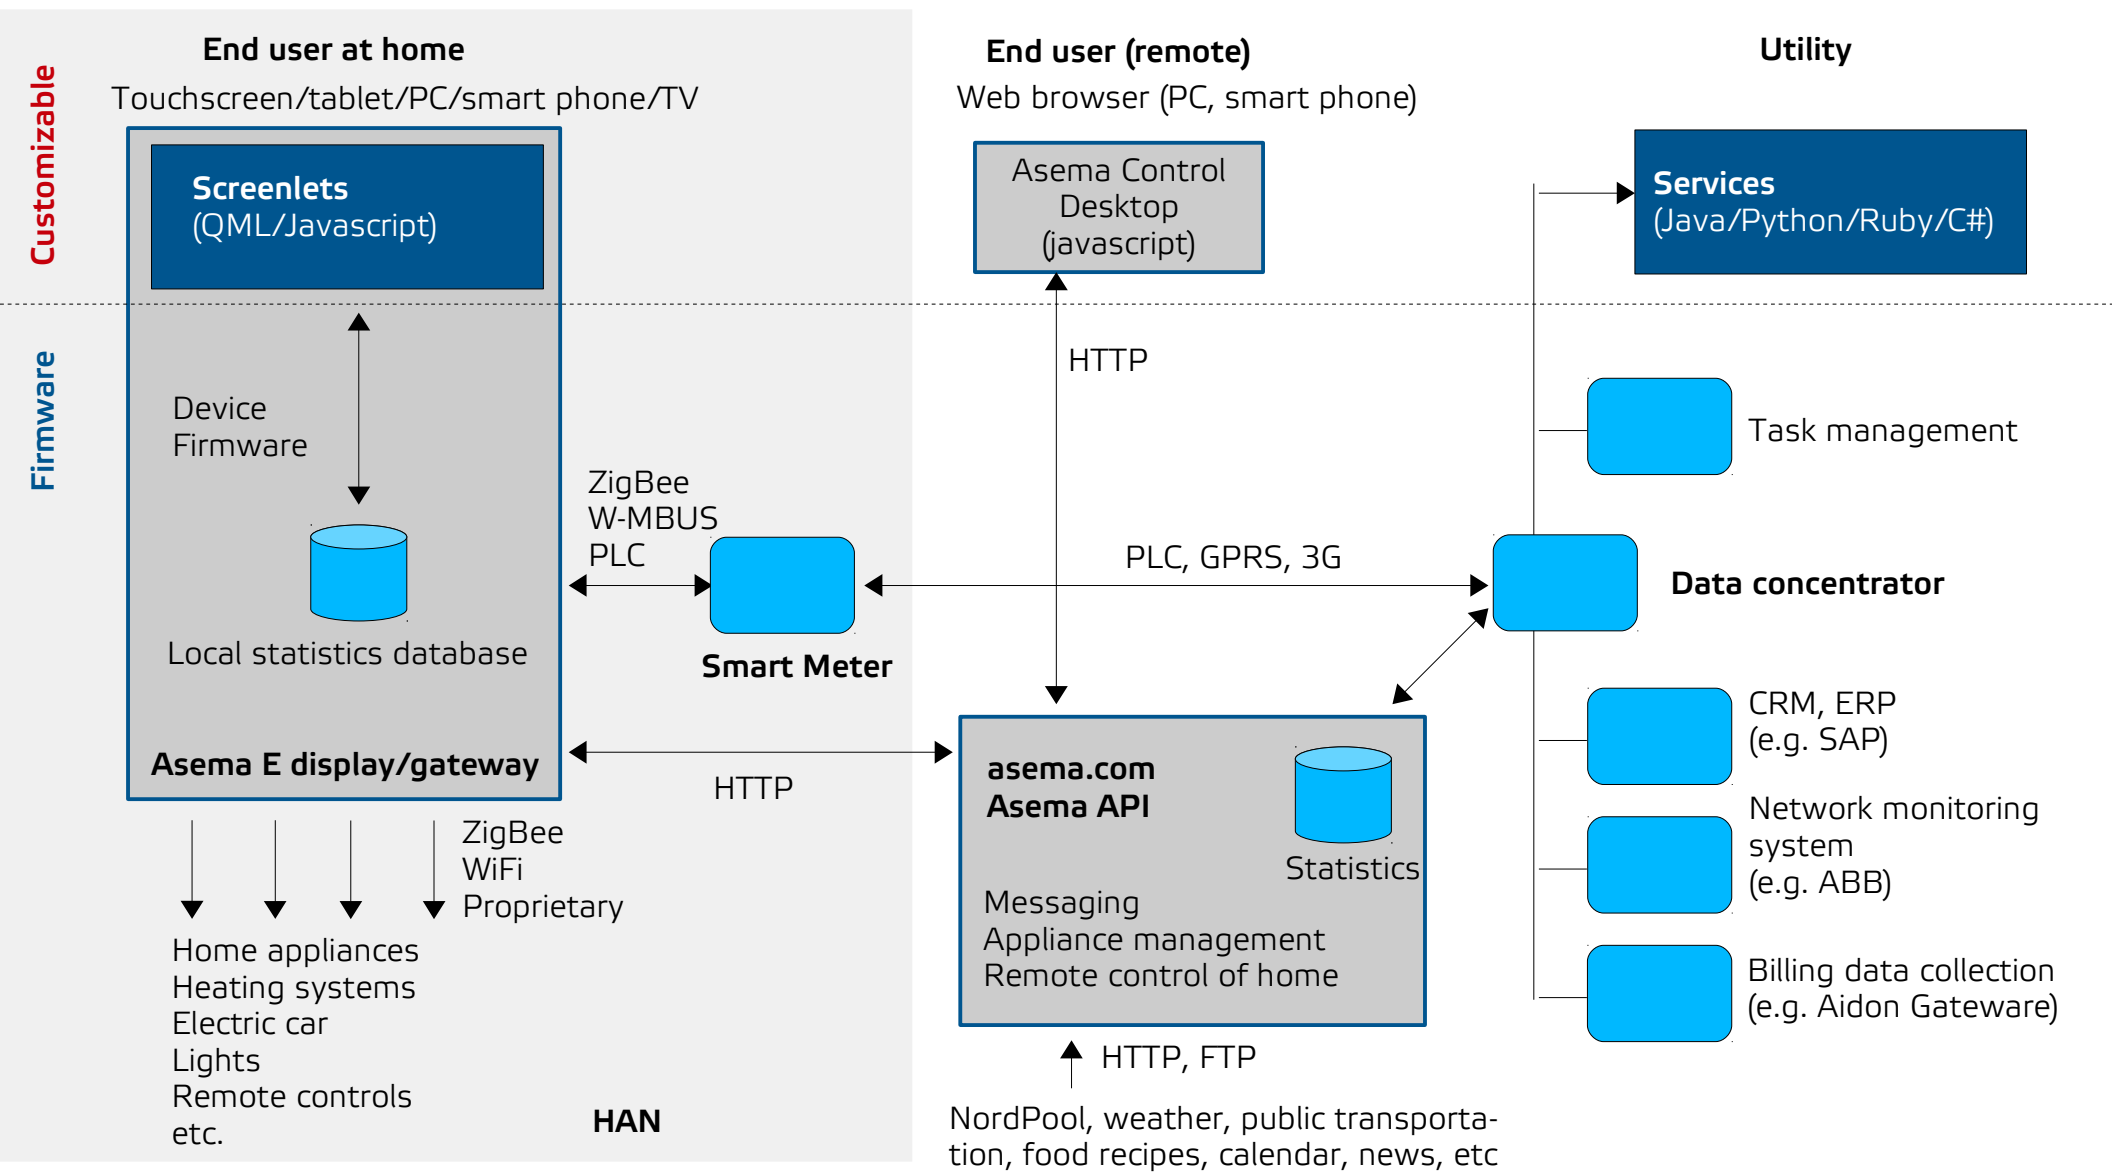 End user at home
Touchscreen/tablet/PC/smart phone/TV
End user (remote)
Web browser (PC, smart phone)
Utility
Customizable
Firmware
Screenlets
(QML/Javascript)
Asema Control
Desktop
(javascript)
Services
(Java/Python/Ruby/C#)
HTTP
Device
Firmware
Task management
ZigBee
W-MBUS
PLC
PLC, GPRS, 3G
Data concentrator
Local statistics database
Smart Meter
Asema E display/gateway
HTTP
asema.com
Asema API
Statistics
Messaging
Appliance management
Remote control of home
CRM, ERP
(e.g. SAP)
Network monitoring
system
(e.g. ABB)
Billing data collection
(e.g. Aidon Gateware)
ZigBee
WiFi
Proprietary
Home appliances
Heating systems
Electric car
Lights
Remote controls
etc.
HAN
HTTP, FTP
NordPool, weather, public transporta-
tion, food recipes, calendar, news, etc